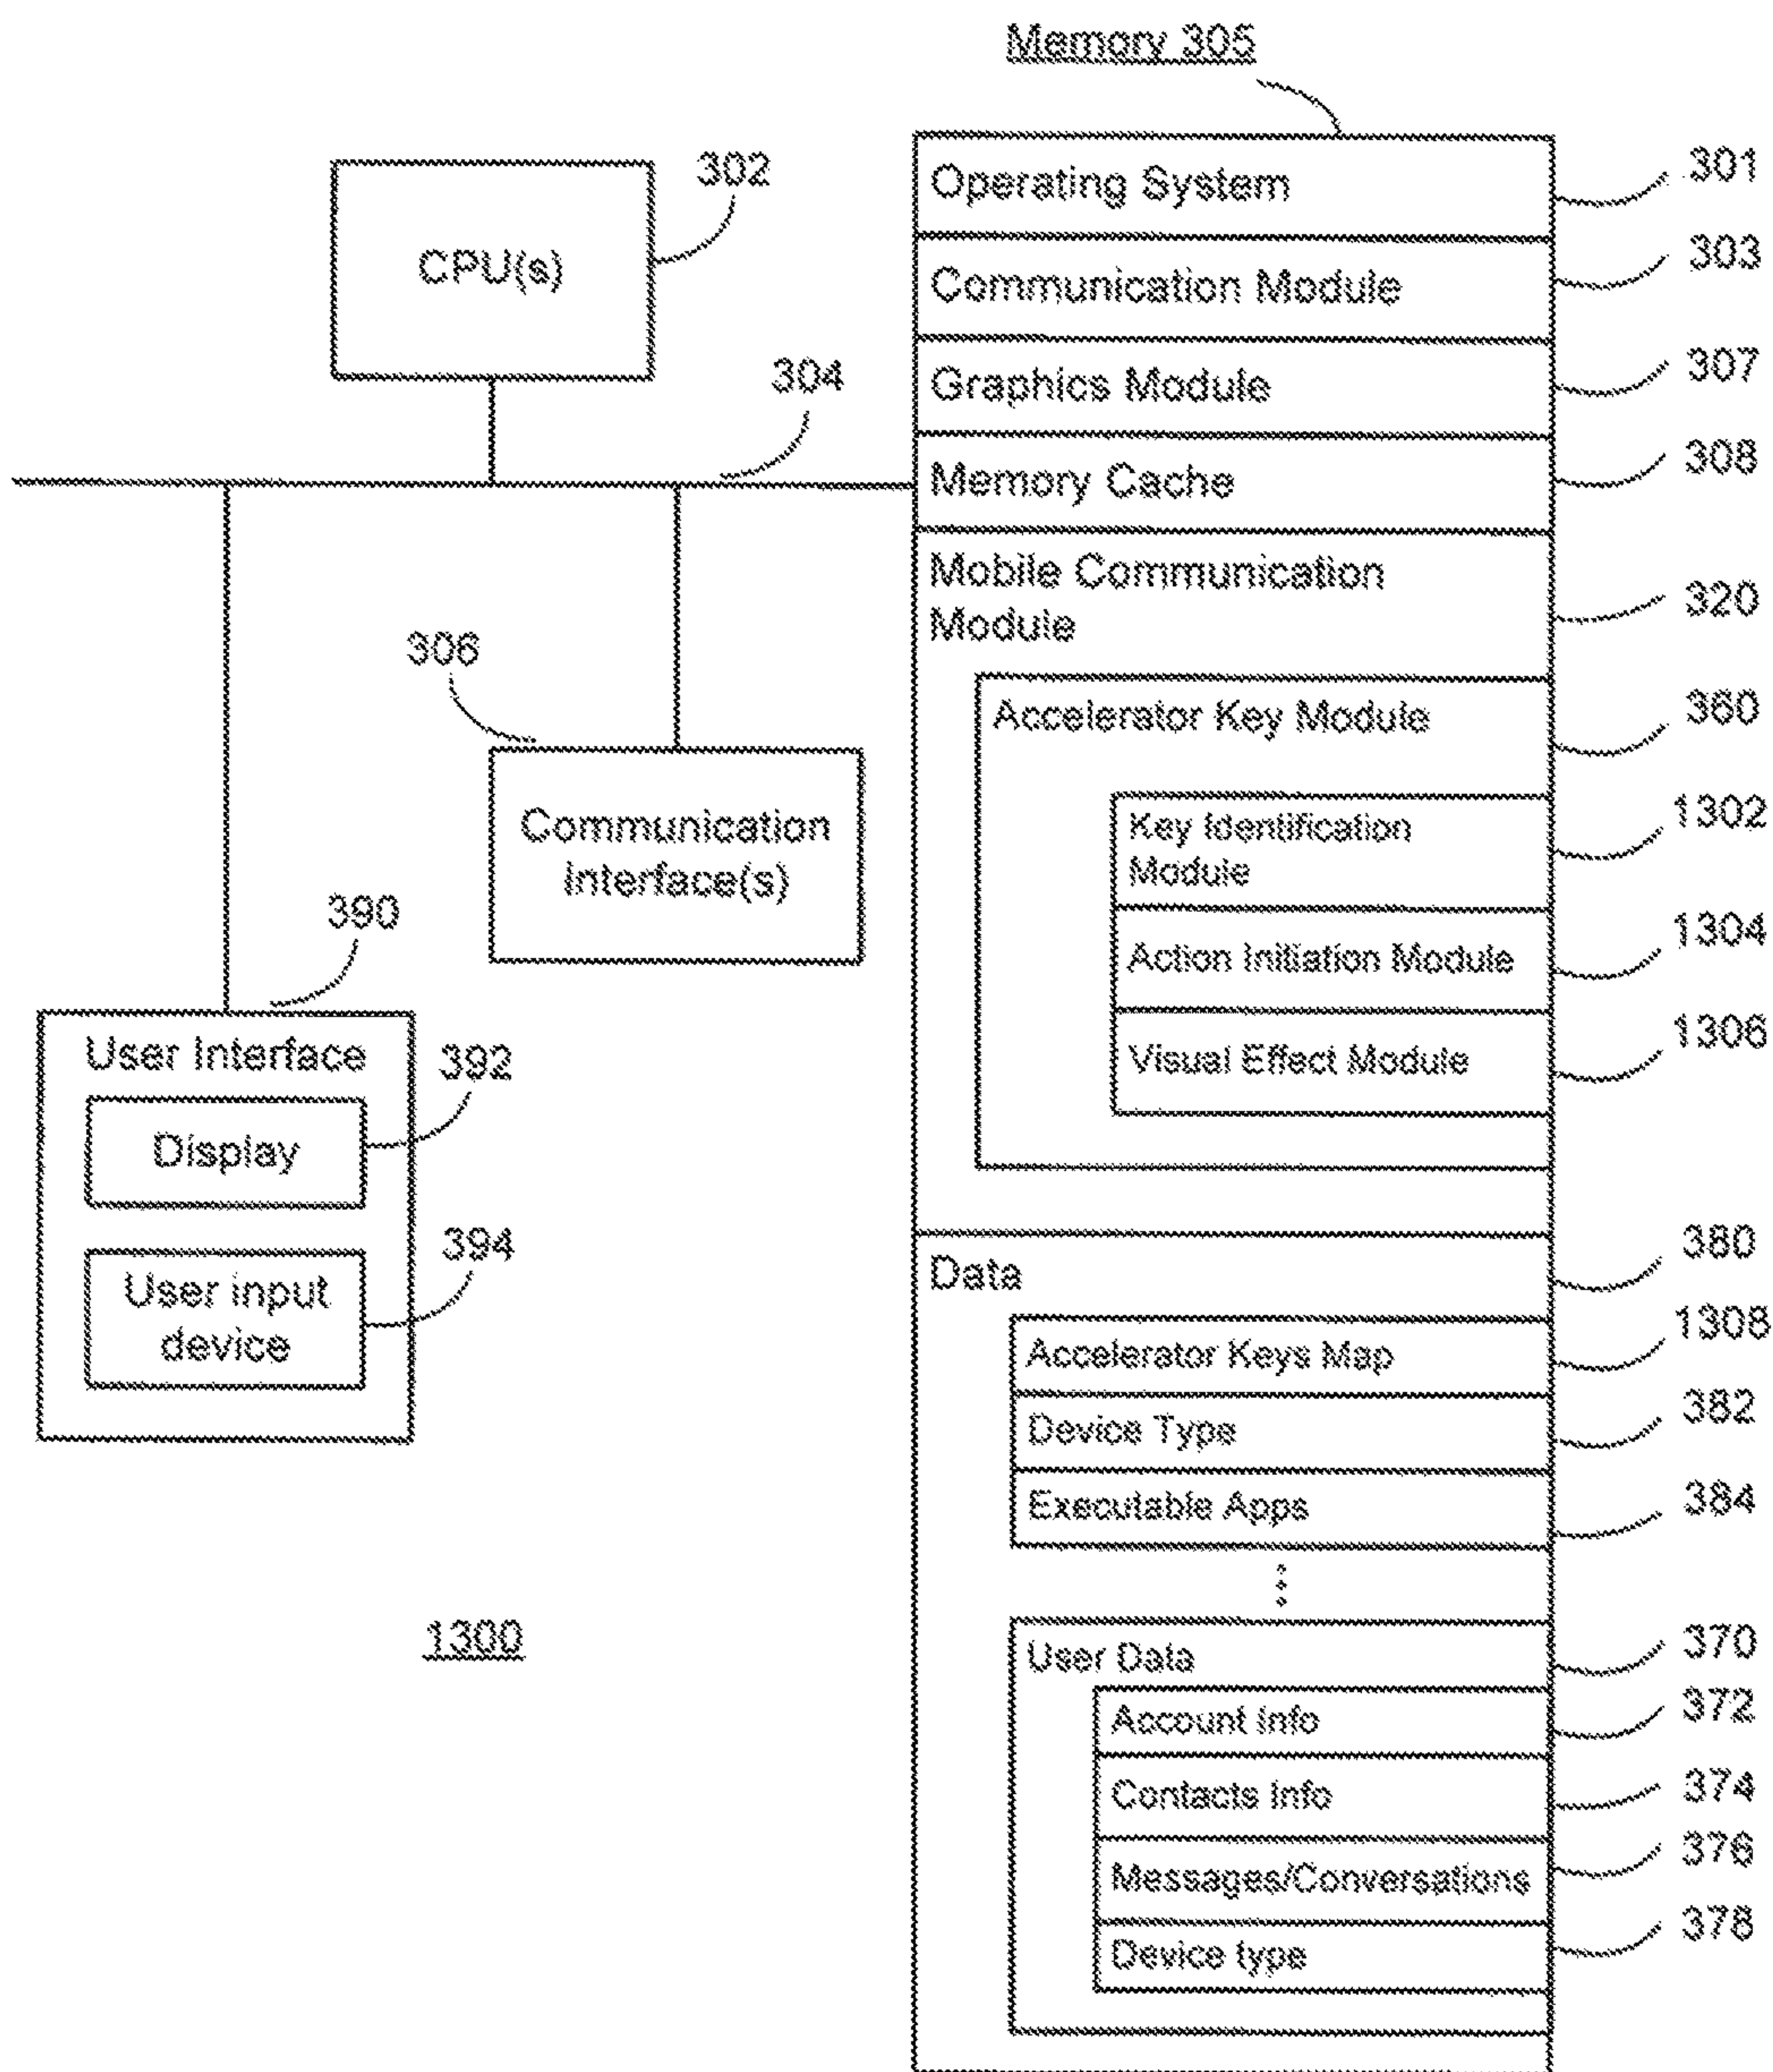 Memory 305
302
CPU(s)
304
306
Communication
Interface(s)
390
User Interface
392
Display
394
User input
device
1300
Operating System
301
Communication Module
303
Graphics Module
307
Memory Cache
308
Mobile Communication
Module
320
Accelerator Key Module
360
Key Identification
Module
1302
Action Initiation Module
1304
Visual Effect Module
1306
Data
380
Accelerator Keys Map
1308
Device Type
382
Executable Apps
384
User Data
370
Account Info
372
Contacts Info
374
Messages/Conversations
376
Device type
378